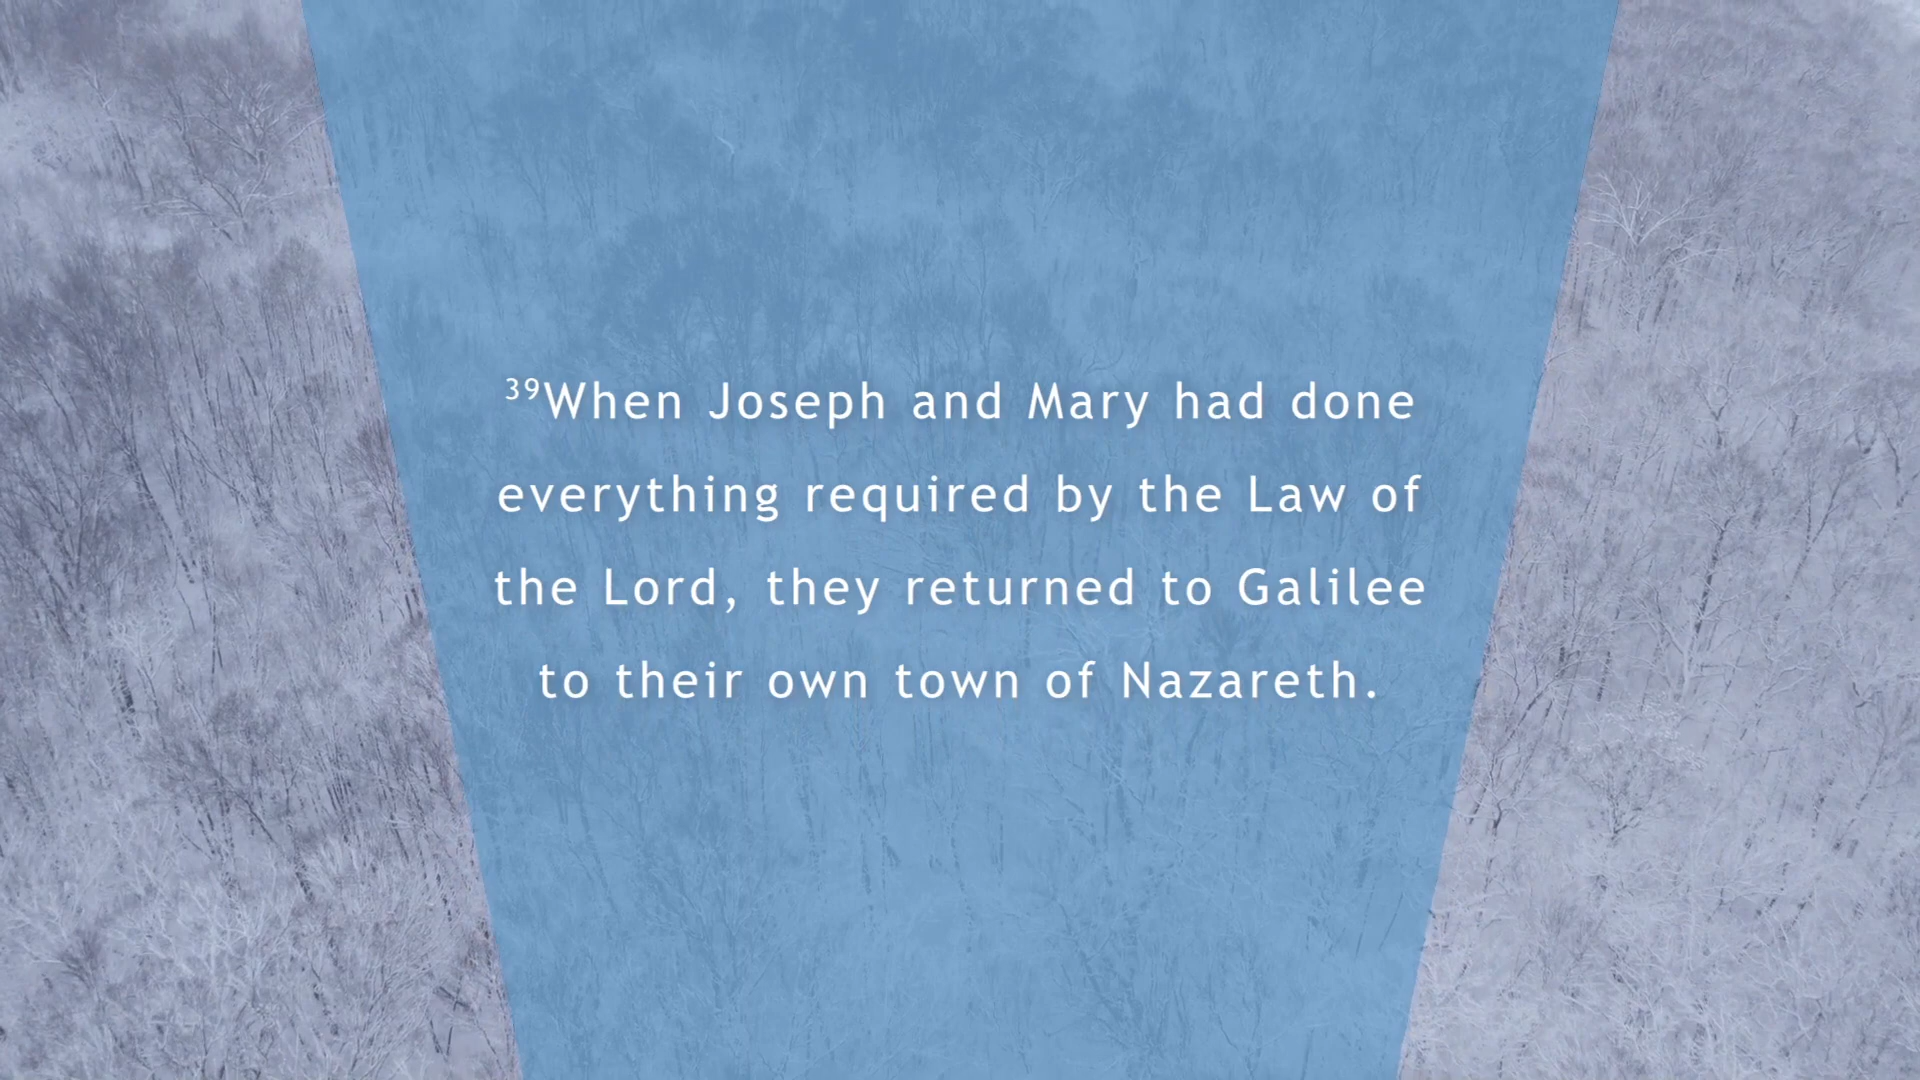 ³⁹When Joseph and Mary had done
everything required by the Law of
the Lord, they returned to Galilee
to their own town of Nazareth.